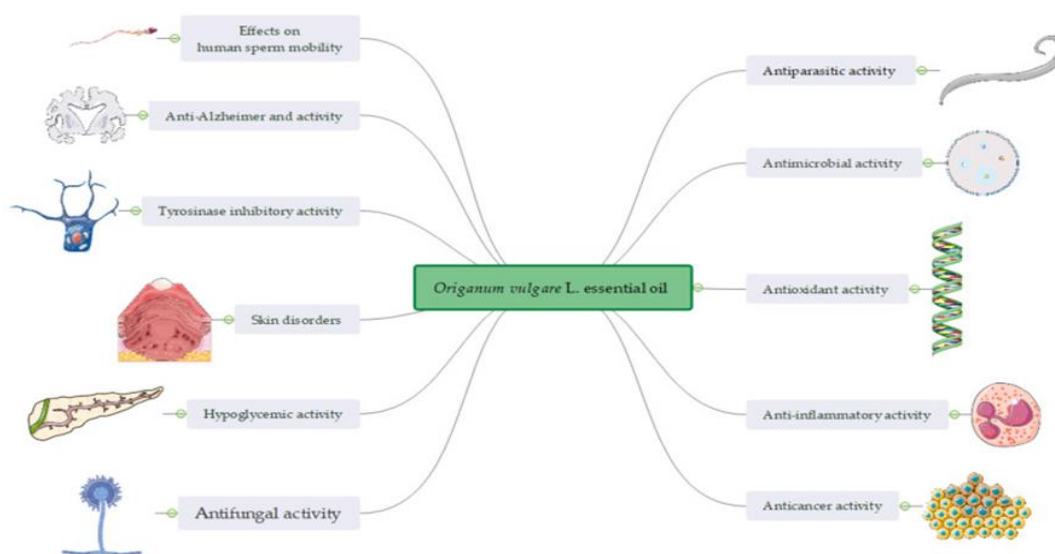 Effects on
human sperm mobility
Anti-Alzheimer and activity
Tyrosinase inhibitory activity
Skin disorders
Hypoglycemic activity
Antifungal activity
Origanum vulgare L. essential oil
Antiparasitic activity
Antimicrobial activity
Antioxidant activity
Anti-inflammatory activity
Anticancer activity